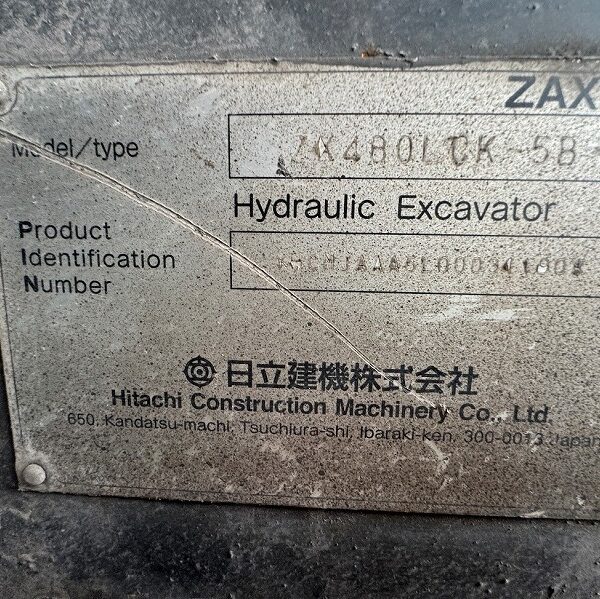 ZAX
Model/type
ZX480LCK-5B
Hydraulic Excavator
Product
Identification
Number
日立建機株式会社
Hitachi Construction Machinery Co., Ltd.
650, Kandatsu-machi, Tsuchiura-shi, Ibaraki-ken, 300-0013 Japan